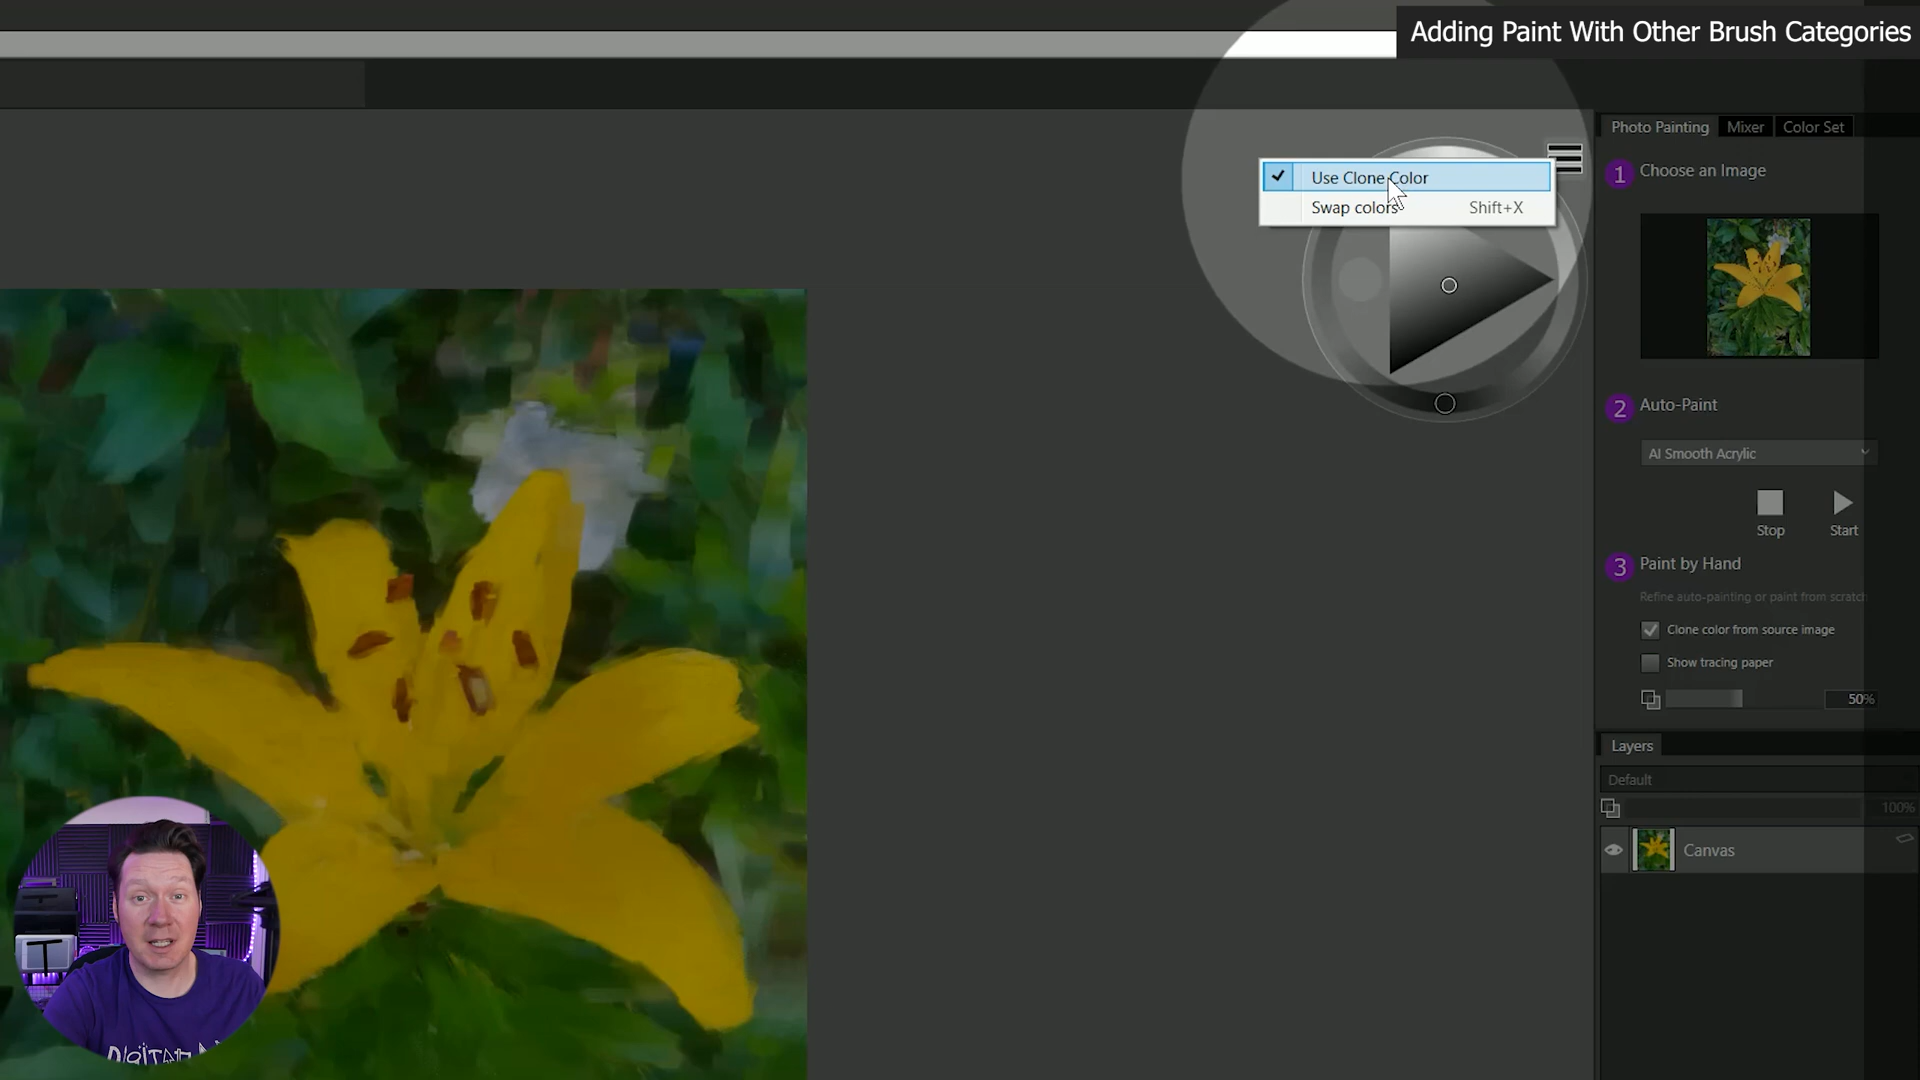 Adding Paint With Other Brush Categories
Photo Painting
Mixer
Color Set
Use Clone Color
Swap colors Shift+X
1 Choose an Image
2 Auto-Paint
AI Smooth Acrylic
Stop
Start
3 Paint by Hand
Refine auto-painting or paint from scratch
Clone color from source image
Show tracing paper
50%
Layers
Default
100%
Canvas